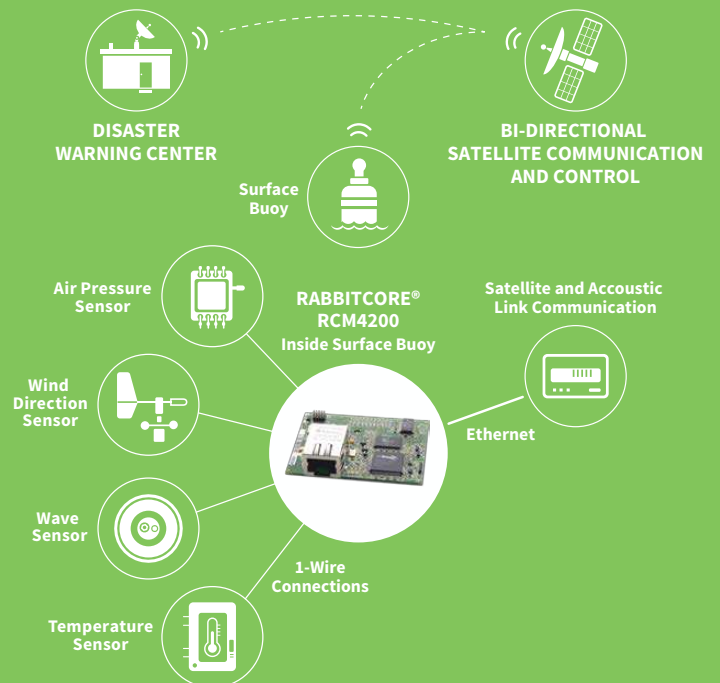 DISASTER
WARNING CENTER
BI-DIRECTIONAL
SATELLITE COMMUNICATION
AND CONTROL
Surface
Buoy
Air Pressure
Sensor
RABBITCORE®
RCM4200
Inside Surface Buoy
Satellite and Accoustic
Link Communication
Wind
Direction
Sensor
Ethernet
Wave
Sensor
1-Wire
Connections
Temperature
Sensor